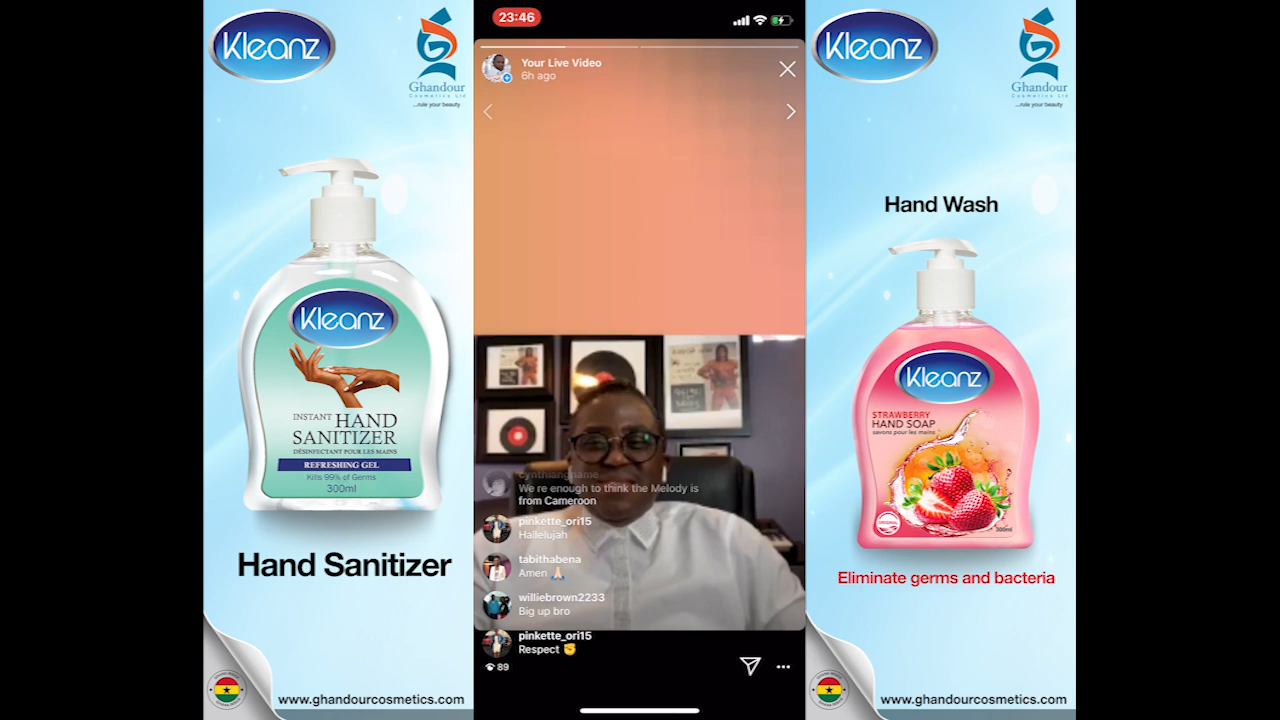 Kleanz
Ghandour
Cosmetics Ltd
...rule your beauty
Kleanz
INSTANT HAND
SANITIZER
DÉSINFECTANT POUR LES MAINS
REFRESHING GEL
Kills 99% of Germs
300ml
Hand Sanitizer
www.ghandourcosmetics.com
23:46
Your Live Video
6h ago
cynthiangname
We're enough to think the Melody is
from Cameroon
pinkette_ori15
Hallelujah
tabithabena
Amen 🙏🏻
williebrown2233
Big up bro
pinkette_ori15
Respect ✊
89
Kleanz
Ghandour
Cosmetics Ltd
...rule your beauty
Hand Wash
Kleanz
STRAWBERRY
HAND SOAP
savons pour les mains
300ml
Eliminate germs and bacteria
www.ghandourcosmetics.com